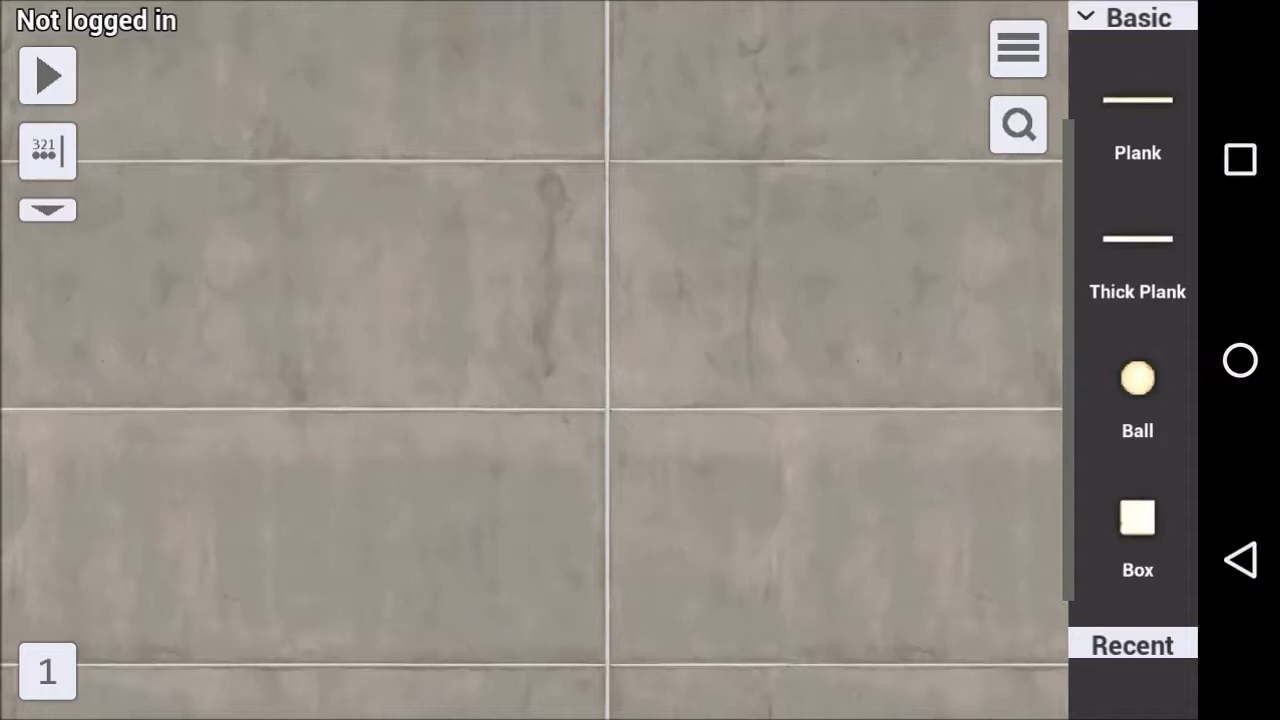 Not logged in
Basic
321
Plank
Thick Plank
Ball
Box
1
Recent